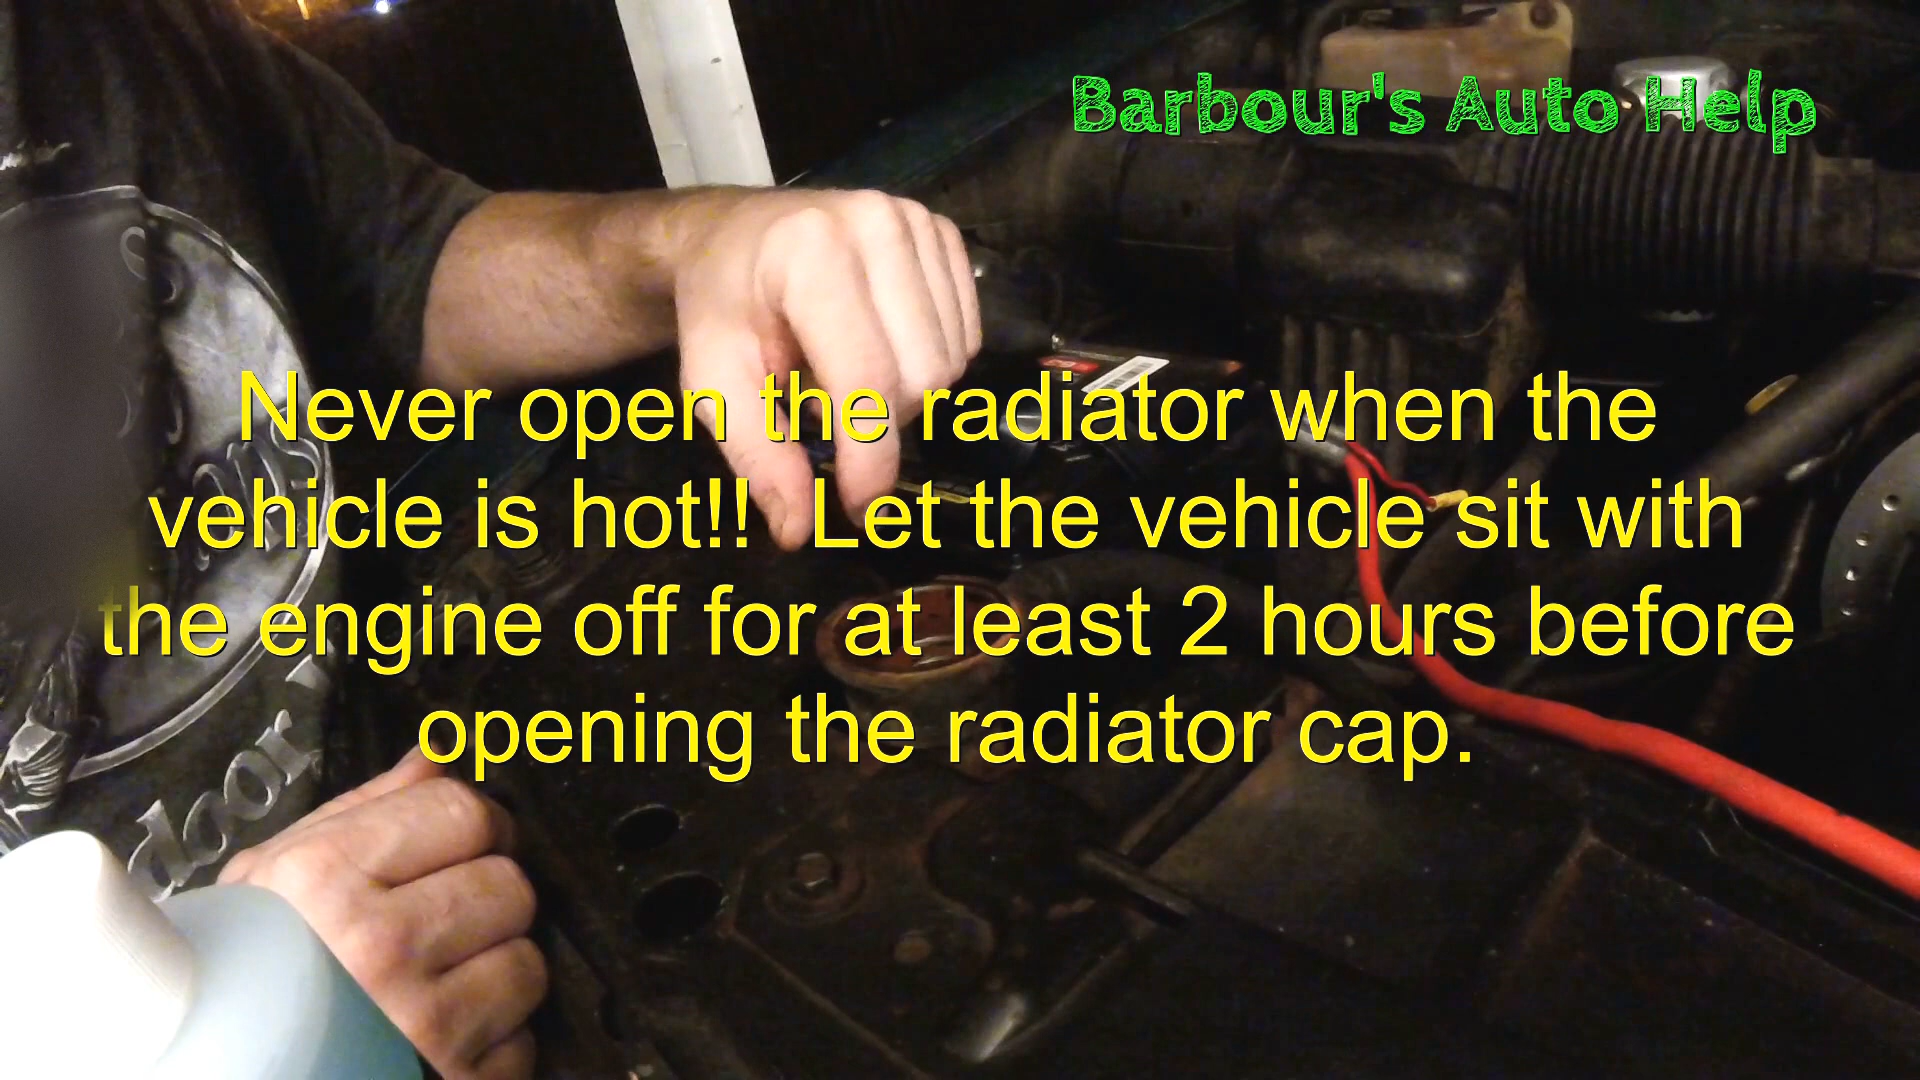 Barbour's Auto Help
Never open the radiator when the
vehicle is hot!!  Let the vehicle sit with
the engine off for at least 2 hours before
opening the radiator cap.
door